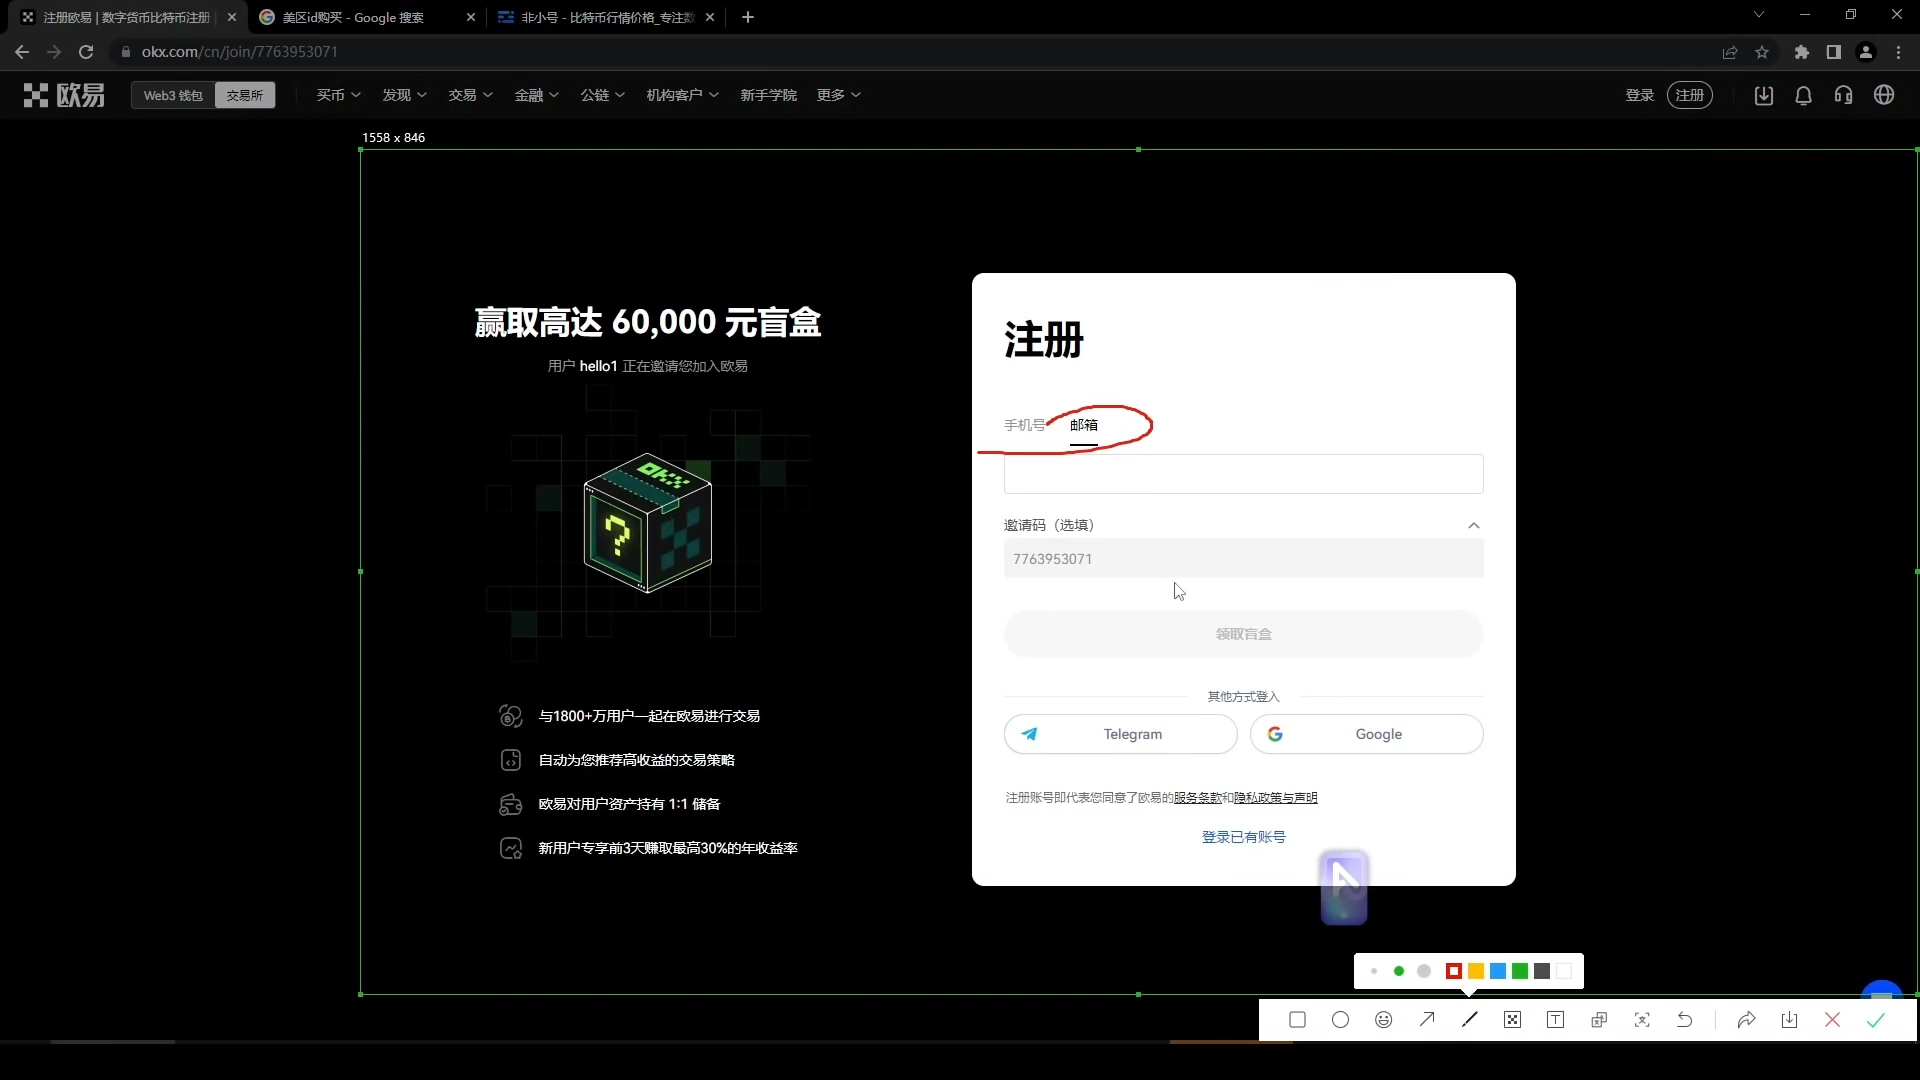 注册欧易 | 数字货币比特币注册
美区id购买 - Google 搜索
非小号 - 比特币行情价格_专注数
okx.com/cn/join/7763953071
欧易
Web3 钱包
交易所
买币
发现
交易
金融
公链
机构客户
新手学院
更多
登录
注册
1558 x 846
赢取高达 60,000 元盲盒
用户 hello1 正在邀请您加入欧易
OKX
?
与1800+万用户一起在欧易进行交易
自动为您推荐高收益的交易策略
欧易对用户资产持有 1:1 储备
新用户专享前3天赚取最高30%的年收益率
注册
手机号
邮箱
邀请码（选填）
7763953071
领取盲盒
其他方式登入
Telegram
Google
注册账号即代表您同意了欧易的服务条款和隐私政策与声明
登录已有账号